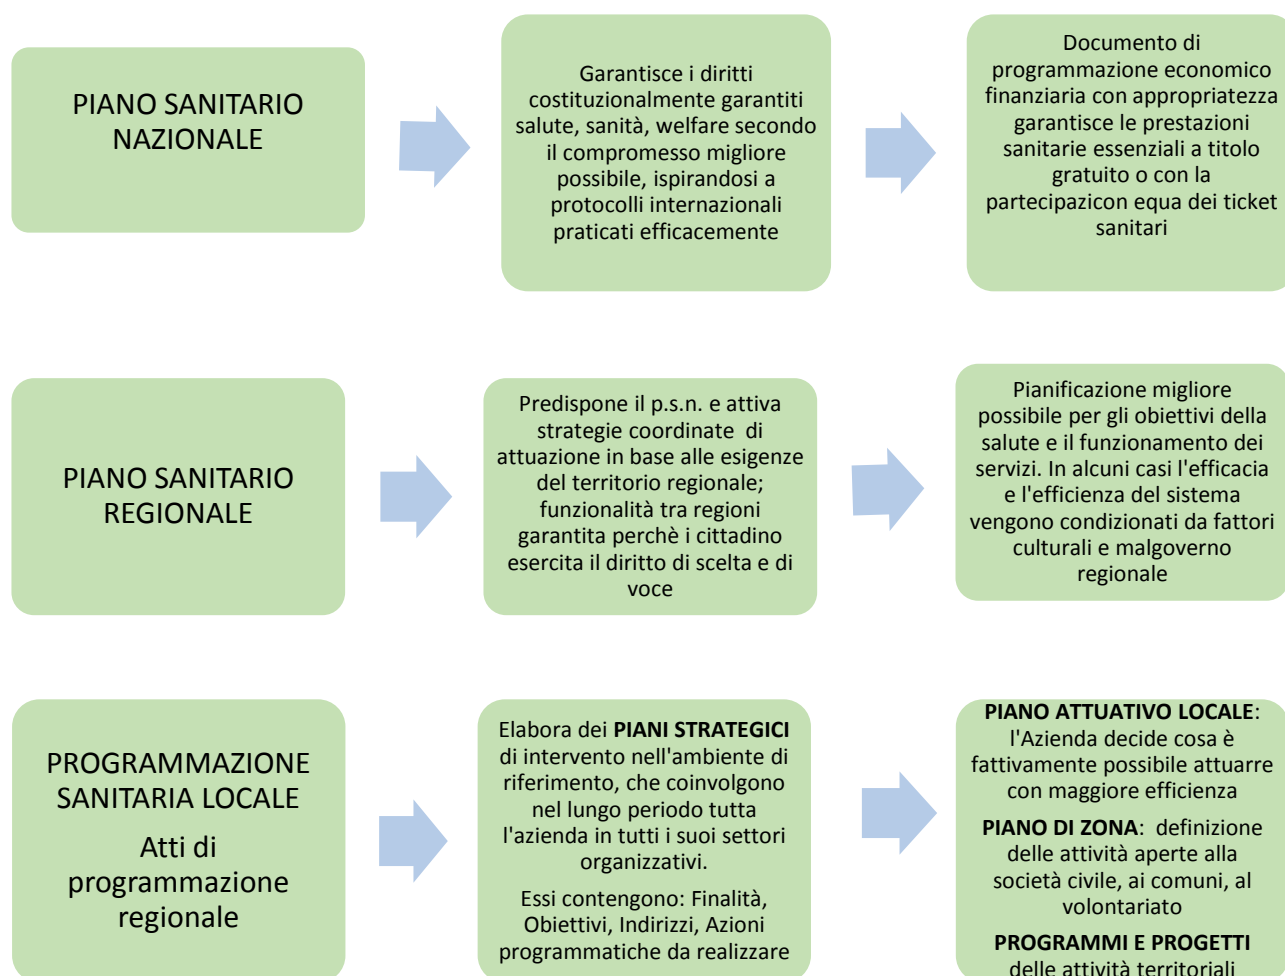 PIANO SANITARIO
NAZIONALE
Garantisce i diritti
costituzionalmente garantiti
salute, sanità, welfare secondo
il compromesso migliore
possibile, ispirandosi a
protocolli internazionali
praticati efficacemente
Documento di
programmazione economico
finanziaria con appropriatezza
garantisce le prestazioni
sanitarie essenziali a titolo
gratuito o con la
partecipazicon equa dei ticket
sanitari
PIANO SANITARIO
REGIONALE
Predispone il p.s.n. e attiva
strategie coordinate di
attuazione in base alle esigenze
del territorio regionale;
funzionalità tra regioni
garantita perchè i cittadino
esercita il diritto di scelta e di
voce
Pianificazione migliore
possibile per gli obiettivi della
salute e il funzionamento dei
servizi. In alcuni casi l'efficacia
e l'efficienza del sistema
vengono condizionati da fattori
culturali e malgoverno
regionale
PROGRAMMAZIONE
SANITARIA LOCALE
Atti di
programmazione
regionale
Elabora dei PIANI STRATEGICI
di intervento nell'ambiente di
riferimento, che coinvolgono
nel lungo periodo tutta
l'azienda in tutti i suoi settori
organizzativi.
Essi contengono: Finalità,
Obiettivi, Indirizzi, Azioni
programmatiche da realizzare
PIANO ATTUATIVO LOCALE:
l'Azienda decide cosa è
fattivamente possibile attuarre
con maggiore efficienza
PIANO DI ZONA: definizione
delle attività aperte alla
società civile, ai comuni, al
volontariato
PROGRAMMI E PROGETTI
delle attività territoriali